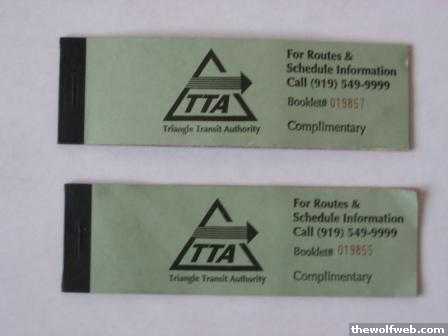 For Routes &
Schedule Information
Call (919) 549-9999
Booklet# 019857
Complimentary
TTA
Triangle Transit Authority
For Routes &
Schedule Information
Call (919) 549-9999
Booklet# 019855
Complimentary
TTA
Triangle Transit Authority
thewolfweb.com